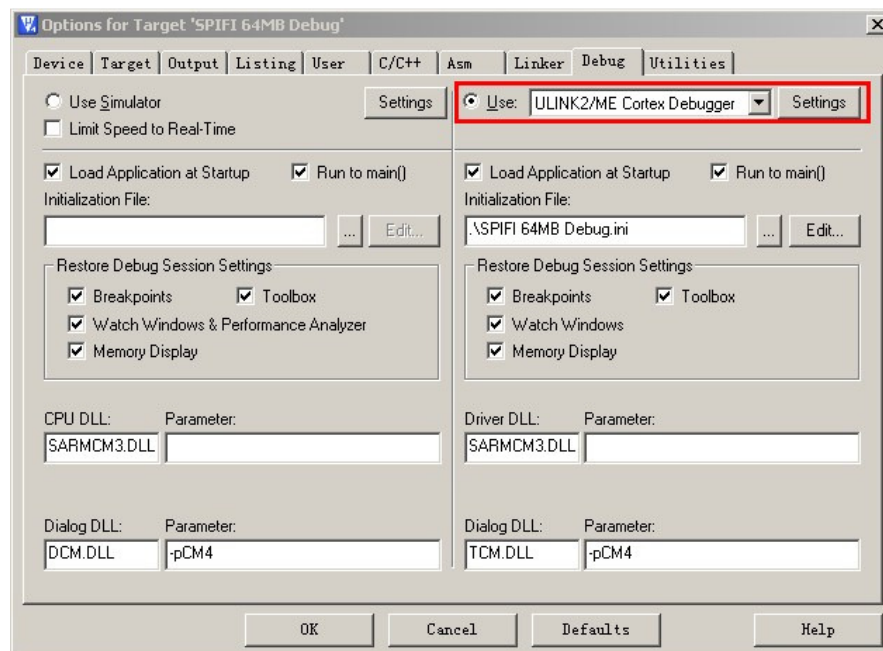 Options for Target 'SPIFI 64MB Debug'
Device Target Output Listing User C/C++ Asm Linker Debug Utilities
Use Simulator
Settings
Limit Speed to Real-Time
Load Application at Startup
Run to main()
Initialization File:
...
Edit...
Restore Debug Session Settings
Breakpoints
Toolbox
Watch Windows & Performance Analyzer
Memory Display
CPU DLL:
Parameter:
SARMCM3.DLL
Dialog DLL:
Parameter:
DCM.DLL
-pCM4
Use:
ULINK2/ME Cortex Debugger
Settings
Load Application at Startup
Run to main()
Initialization File:
.\SPIFI 64MB Debug.ini
...
Edit...
Restore Debug Session Settings
Breakpoints
Toolbox
Watch Windows
Memory Display
Driver DLL:
Parameter:
SARMCM3.DLL
Dialog DLL:
Parameter:
TCM.DLL
-pCM4
OK
Cancel
Defaults
Help